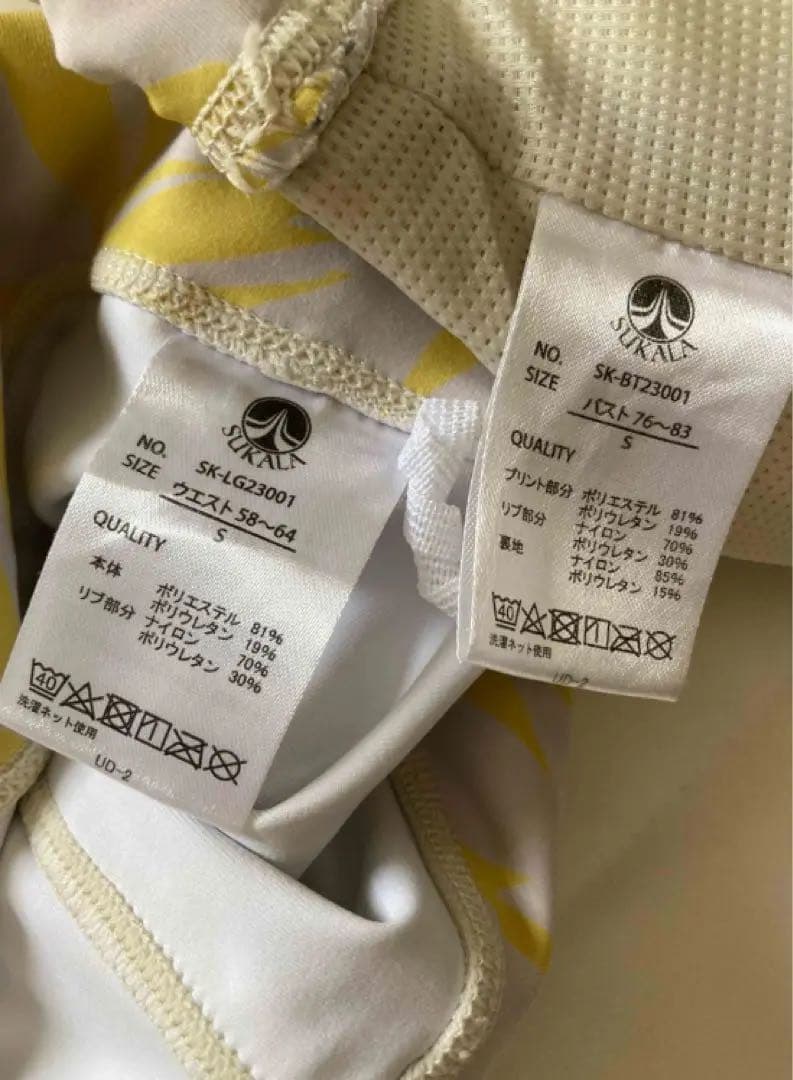 SUKALA
NO. SK-LG23001
SIZE ウエスト 58〜64
S
QUALITY
本体 ポリエステル 81%
ポリウレタン 19%
リブ部分 ナイロン 70%
ポリウレタン 30%
40
洗濯ネット使用
UD-2
SUKALA
NO. SK-BT23001
SIZE バスト 76〜83
S
QUALITY
プリント部分 ポリエステル 81%
ポリウレタン 19%
リブ部分 ナイロン 70%
ポリウレタン 30%
裏地 ナイロン 85%
ポリウレタン 15%
40
洗濯ネット使用
UD-2